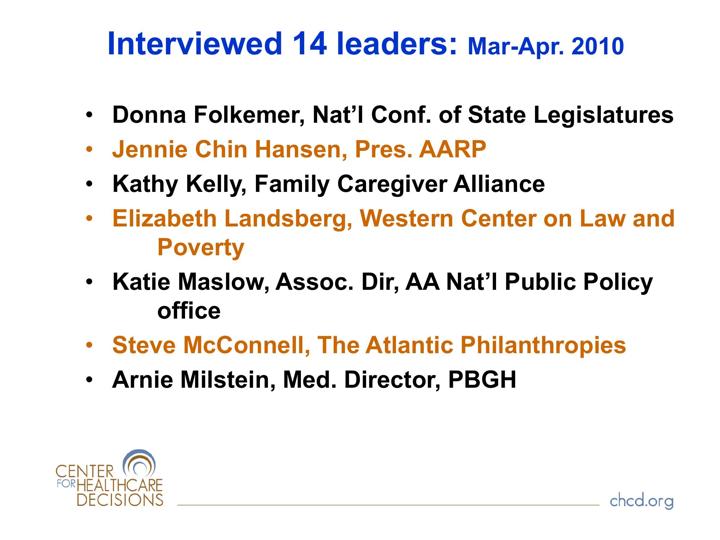 Interviewed 14 leaders: Mar-Apr. 2010
• Donna Folkemer, Nat’l Conf. of State Legislatures
• Jennie Chin Hansen, Pres. AARP
• Kathy Kelly, Family Caregiver Alliance
• Elizabeth Landsberg, Western Center on Law and
Poverty
• Katie Maslow, Assoc. Dir, AA Nat’l Public Policy
office
• Steve McConnell, The Atlantic Philanthropies
• Arnie Milstein, Med. Director, PBGH
CENTER
FOR HEALTHCARE
DECISIONS
chcd.org